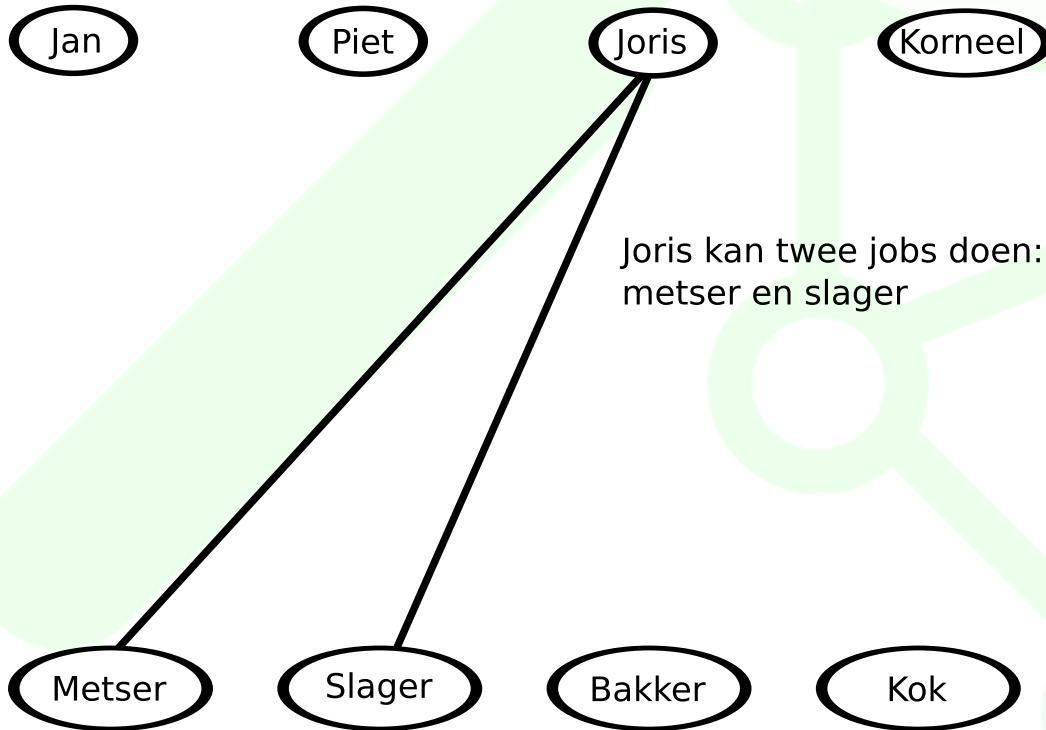 Jan Piet Joris Korneel
Joris kan twee jobs doen:
metser en slager
Metser Slager Bakker Kok